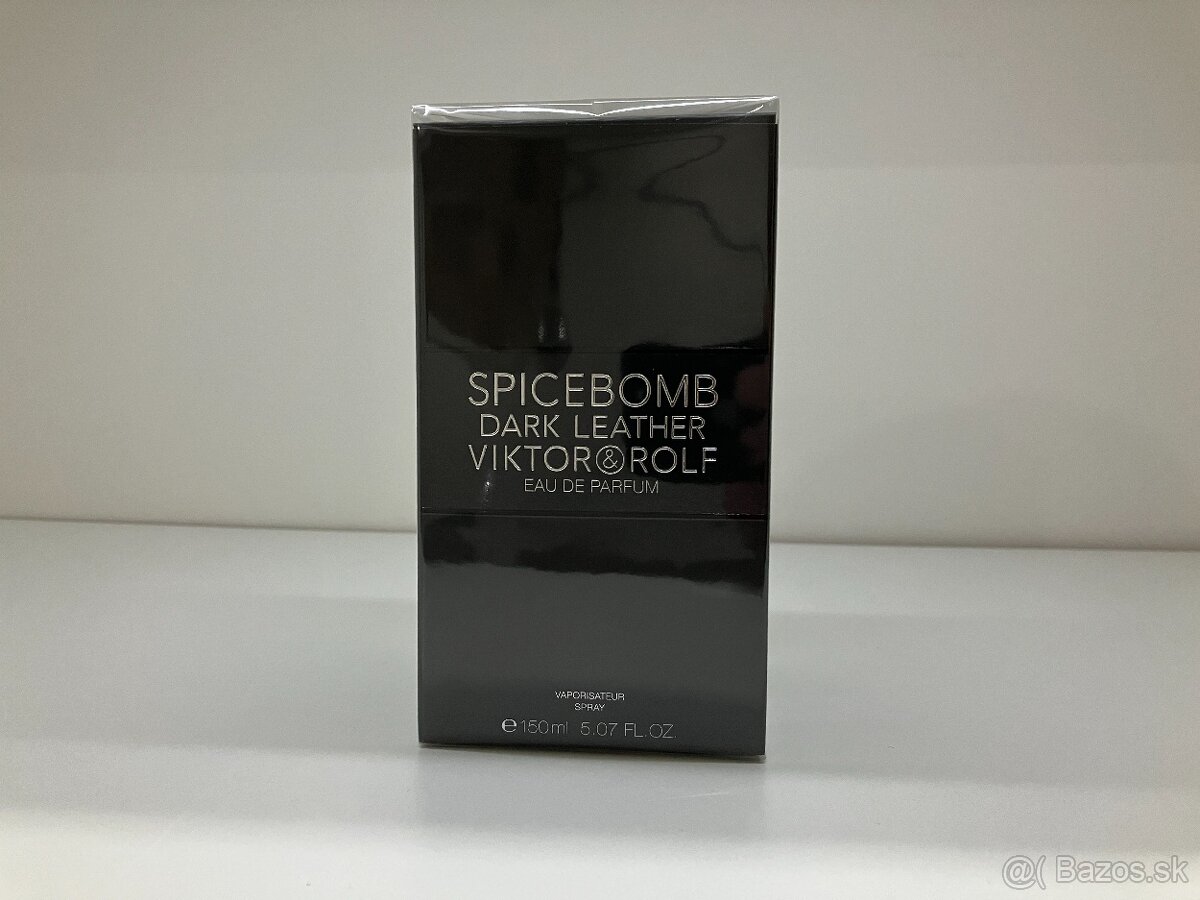 SPICEBOMB
DARK LEATHER
VIKTOR&ROLF
EAU DE PARFUM
VAPORISATEUR
SPRAY
e 150ml 5.07 FL.OZ.
@( Bazos.sk